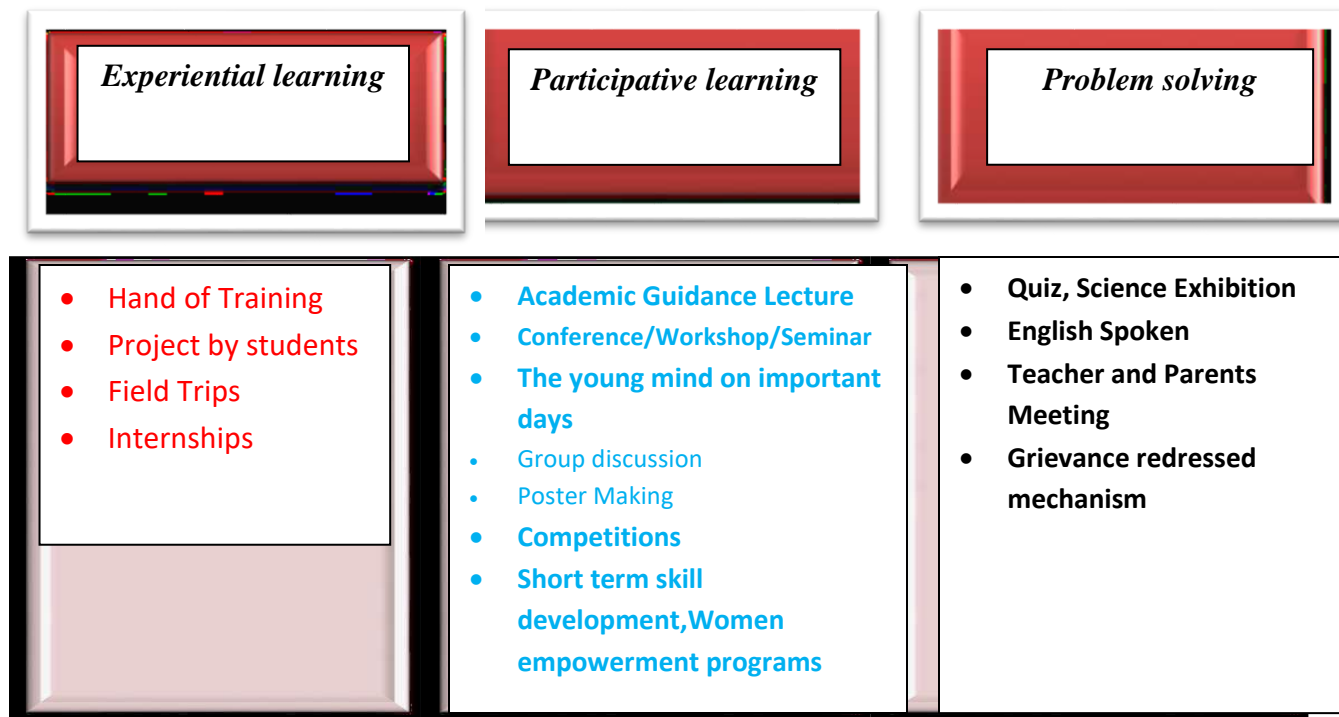 Experiential learning
Participative learning
Problem solving
• Hand of Training
• Project by students
• Field Trips
• Internships
• Academic Guidance Lecture
• Conference/Workshop/Seminar
• The young mind on important
days
• Group discussion
• Poster Making
• Competitions
• Short term skill
development,Women
empowerment programs
• Quiz, Science Exhibition
• English Spoken
• Teacher and Parents
Meeting
• Grievance redressed
mechanism